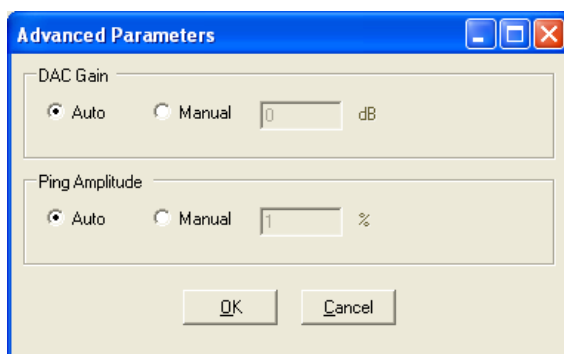 Advanced Parameters
DAC Gain
Auto Manual 0 dB
Ping Amplitude
Auto Manual 1 %
OK Cancel